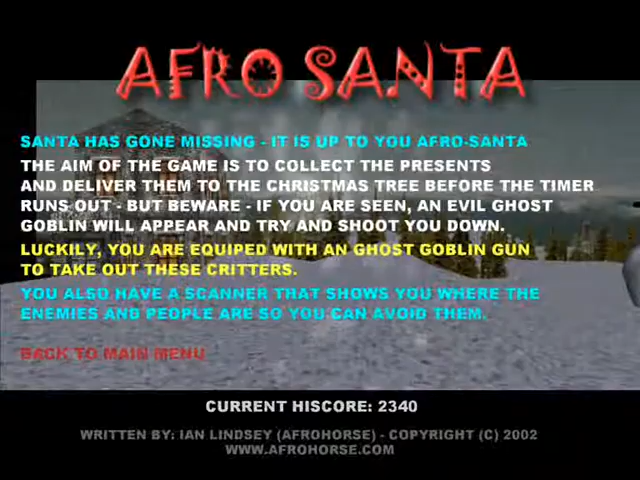 AFRO SANTA
SANTA HAS GONE MISSING - IT IS UP TO YOU AFRO-SANTA
THE AIM OF THE GAME IS TO COLLECT THE PRESENTS
AND DELIVER THEM TO THE CHRISTMAS TREE BEFORE THE TIMER
RUNS OUT - BUT BEWARE - IF YOU ARE SEEN, AN EVIL GHOST
GOBLIN WILL APPEAR AND TRY AND SHOOT YOU DOWN.
LUCKILY, YOU ARE EQUIPED WITH AN GHOST GOBLIN GUN
TO TAKE OUT THESE CRITTERS.
YOU ALSO HAVE A SCANNER THAT SHOWS YOU WHERE THE
ENEMIES AND PEOPLE ARE SO YOU CAN AVOID THEM.
BACK TO MAIN MENU
CURRENT HISCORE: 2340
WRITTEN BY: IAN LINDSEY (AFROHORSE) - COPYRIGHT (C) 2002
WWW.AFROHORSE.COM